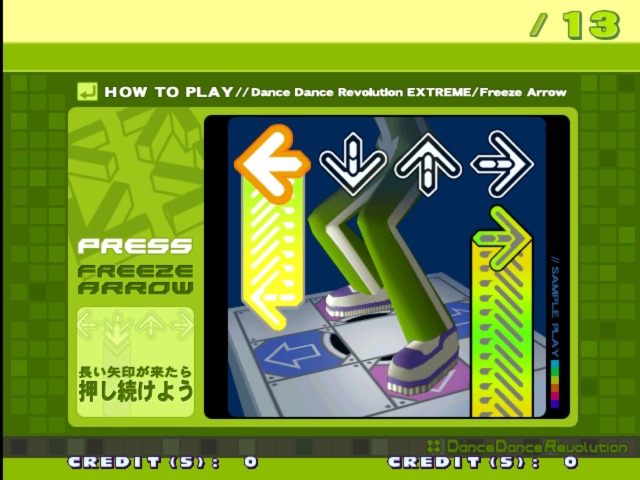 / 13
HOW TO PLAY//Dance Dance Revolution EXTREME/Freeze Arrow
PRESS
FREEZE
ARROW
長い矢印が来たら
押し続けよう
// SAMPLE PLAY
DanceDanceRevolution
CREDIT(S): 0
CREDIT(S): 0